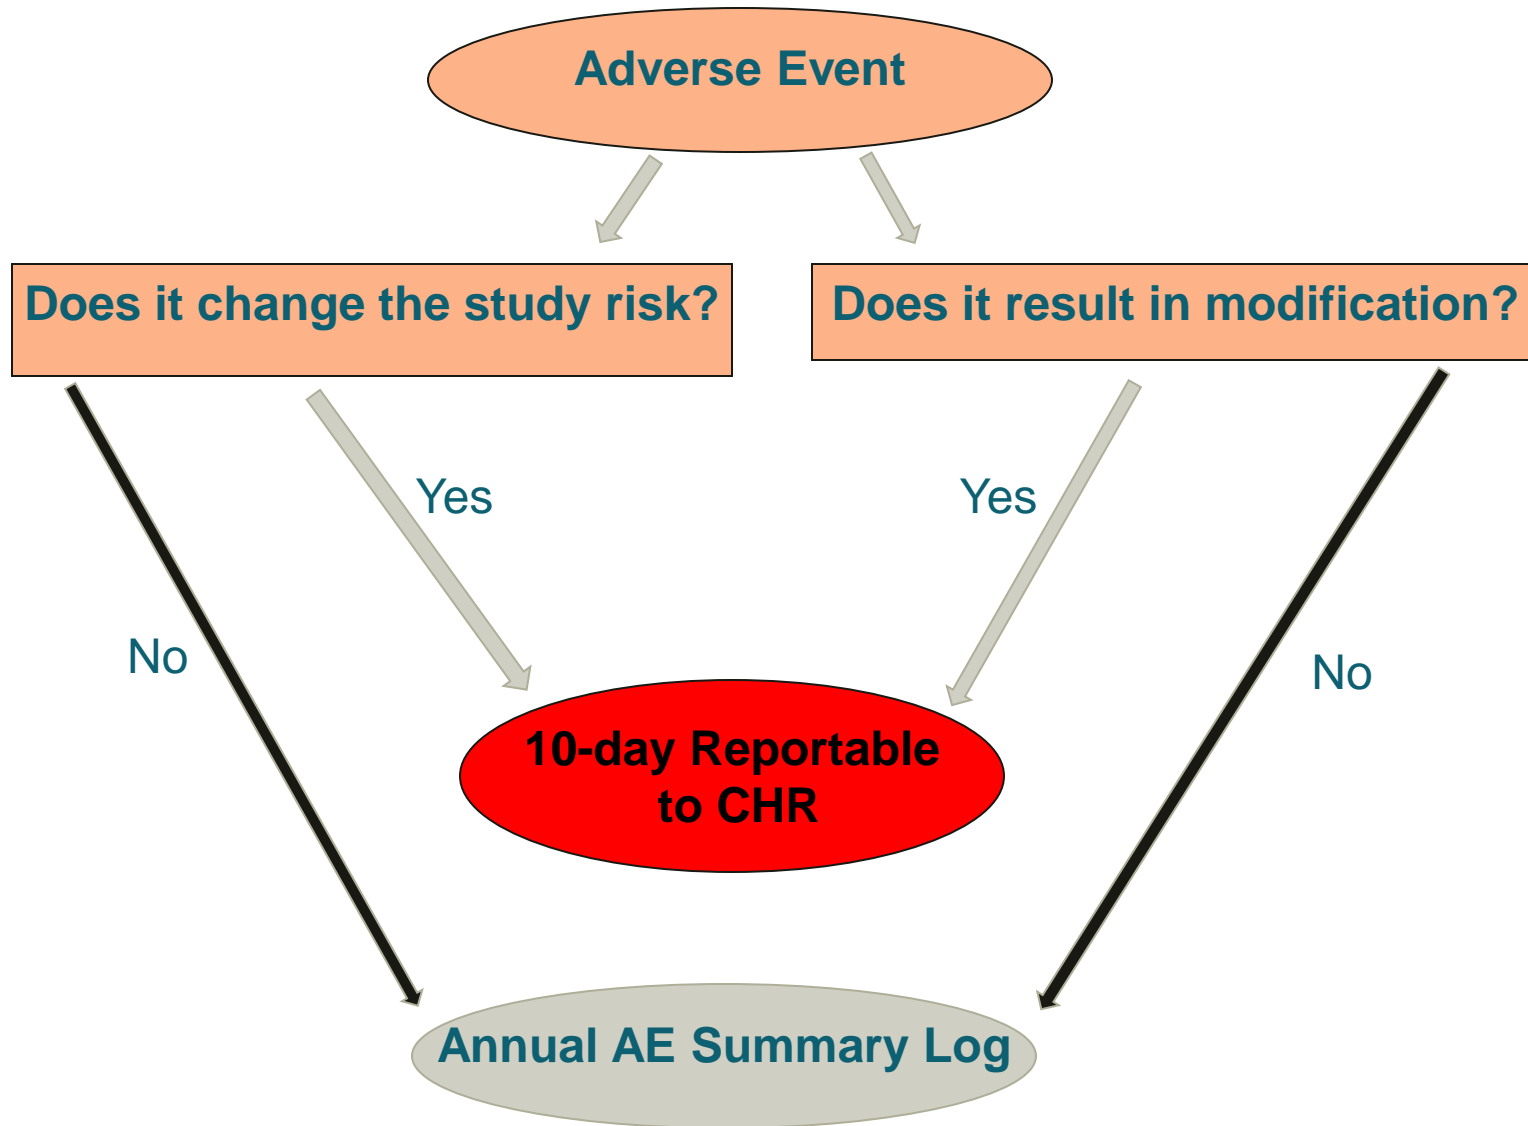 Adverse Event
Does it change the study risk?
Does it result in modification?
Yes
Yes
No
No
10-day Reportable
to CHR
Annual AE Summary Log